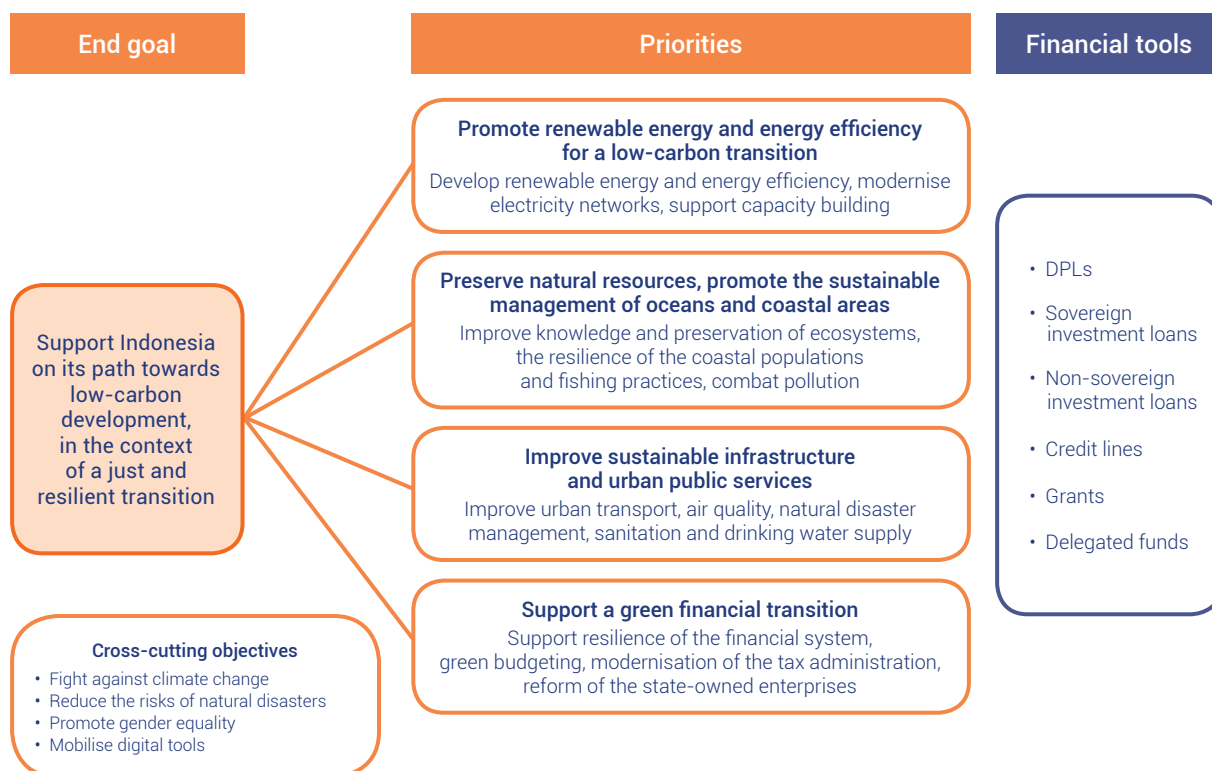 End goal
Priorities
Financial tools
Support Indonesia
on its path towards
low-carbon
development,
in the context
of a just and
resilient transition
Cross-cutting objectives
• Fight against climate change
• Reduce the risks of natural disasters
• Promote gender equality
• Mobilise digital tools
Promote renewable energy and energy efficiency
for a low-carbon transition
Develop renewable energy and energy efficiency, modernise
electricity networks, support capacity building
Preserve natural resources, promote the sustainable
management of oceans and coastal areas
Improve knowledge and preservation of ecosystems,
the resilience of the coastal populations
and fishing practices, combat pollution
Improve sustainable infrastructure
and urban public services
Improve urban transport, air quality, natural disaster
management, sanitation and drinking water supply
Support a green financial transition
Support resilience of the financial system,
green budgeting, modernisation of the tax administration,
reform of the state-owned enterprises
• DPLs
• Sovereign
investment loans
• Non-sovereign
investment loans
• Credit lines
• Grants
• Delegated funds